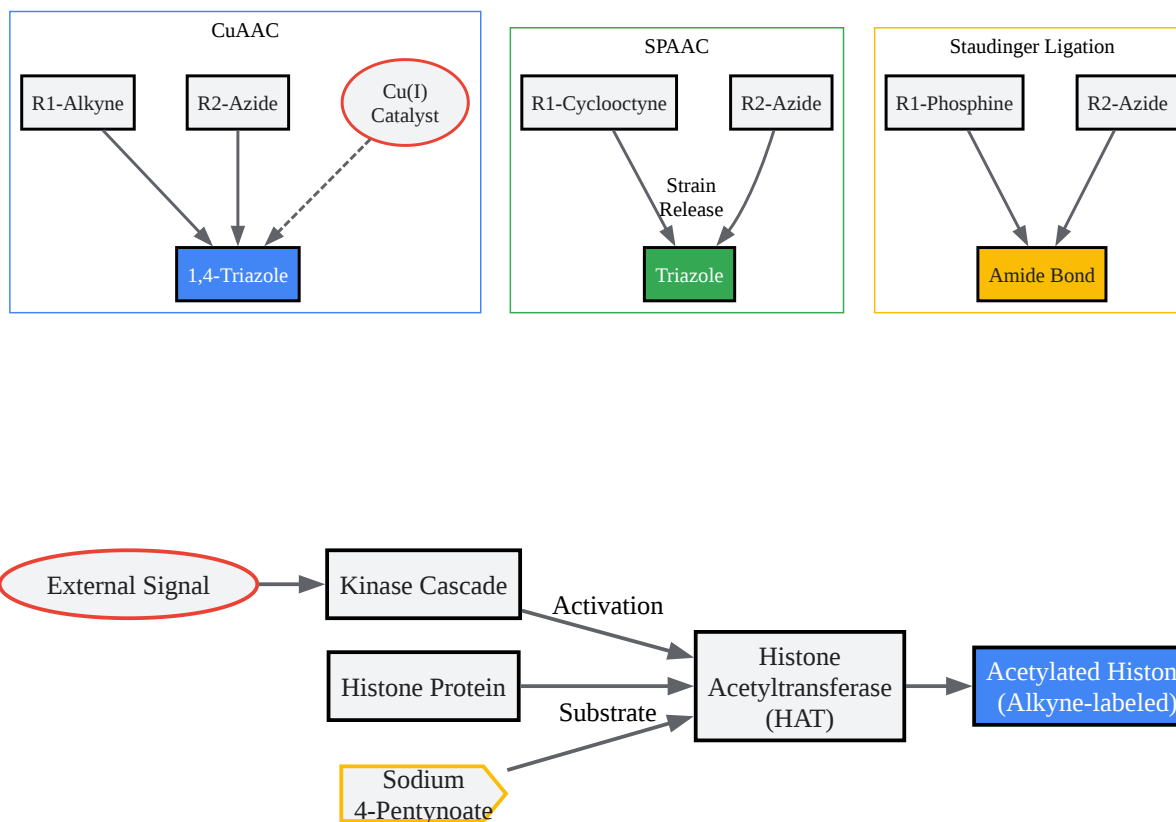 CuAAC
R1-Alkyne
R2-Azide
Cu(I)
Catalyst
1,4-Triazole
SPAAC
R1-Cyclooctyne
R2-Azide
Strain
Release
Triazole
Staudinger Ligation
R1-Phosphine
R2-Azide
Amide Bond
External Signal
Kinase Cascade
Activation
Histone Protein
Substrate
Sodium
4-Pentynoate
Histone
Acetyltransferase
(HAT)
Acetylated Histon
(Alkyne-labeled)